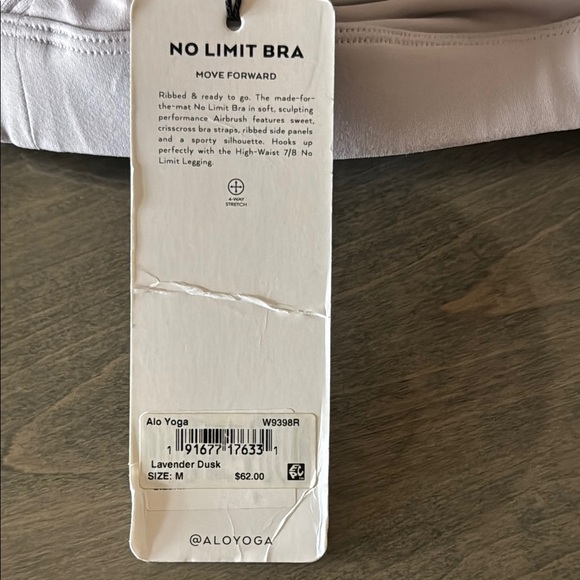 NO LIMIT BRA
MOVE FORWARD
Ribbed & ready to go. The made-for-
the-mat No Limit Bra in soft, sculpting
performance Airbrush features sweet,
crisscross bra straps, ribbed side panels
and a sporty silhouette. Hooks up
perfectly with the High-Waist 7/8 No
Limit Legging.
4-WAY
STRETCH
Alo Yoga W9398R
1 91677 17633 1
Lavender Dusk
SIZE: M $62.00
@ALOYOGA